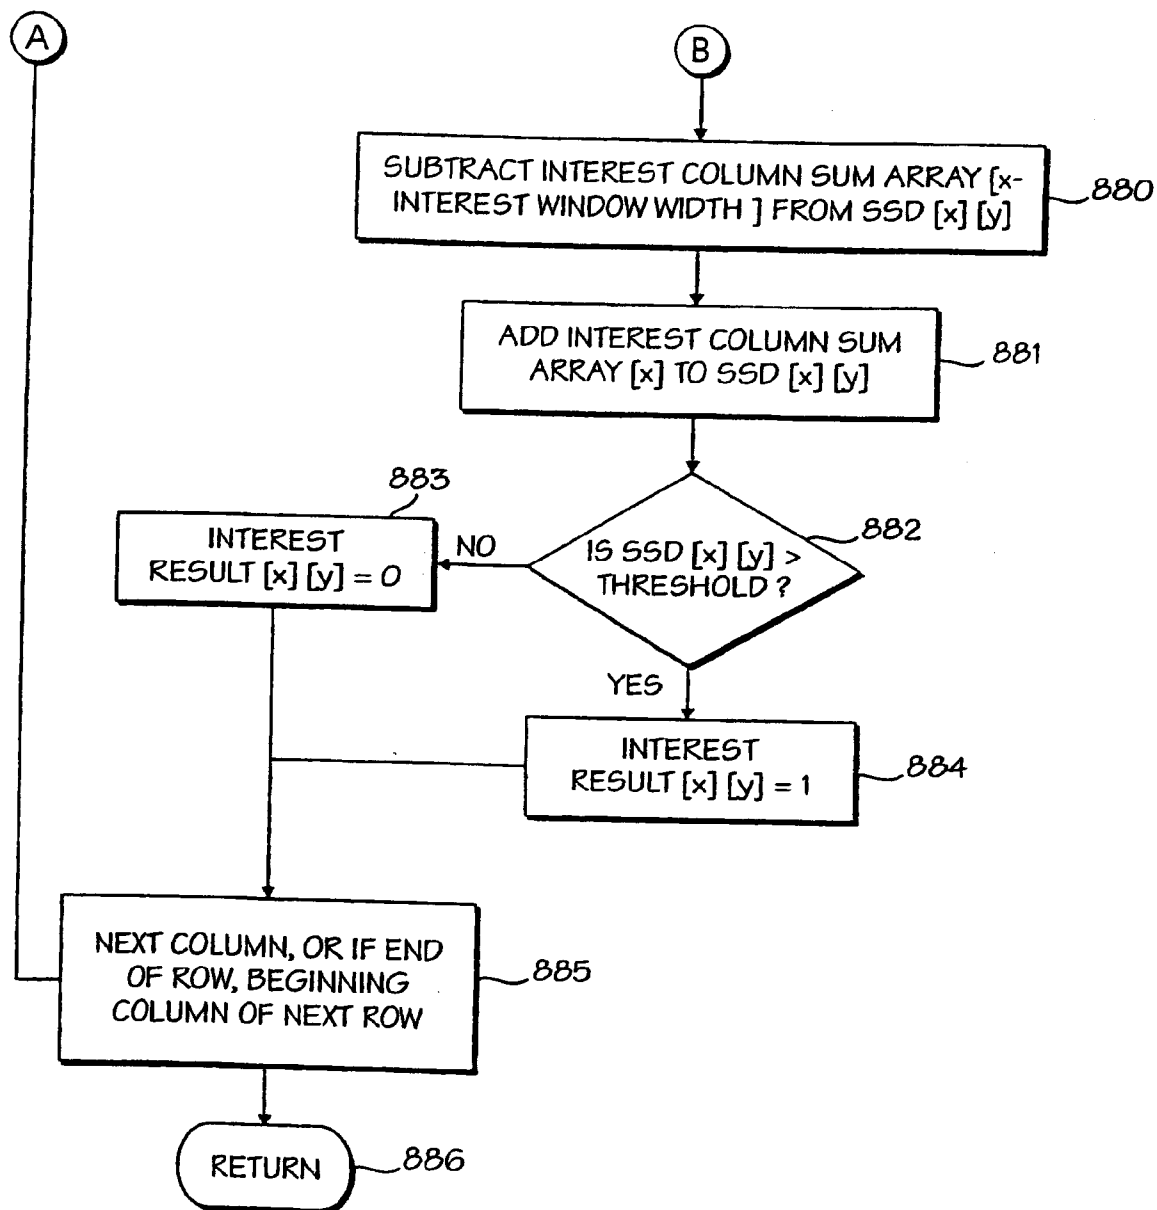 A
B
SUBTRACT INTEREST COLUMN SUM ARRAY [x-
INTEREST WINDOW WIDTH ] FROM SSD [x] [y]
880
ADD INTEREST COLUMN SUM
ARRAY [x] TO SSD [x] [y]
881
883
INTEREST
RESULT [x] [y] = 0
NO
IS SSD [x] [y] >
THRESHOLD ?
882
YES
INTEREST
RESULT [x] [y] = 1
884
NEXT COLUMN, OR IF END
OF ROW, BEGINNING
COLUMN OF NEXT ROW
885
RETURN
886